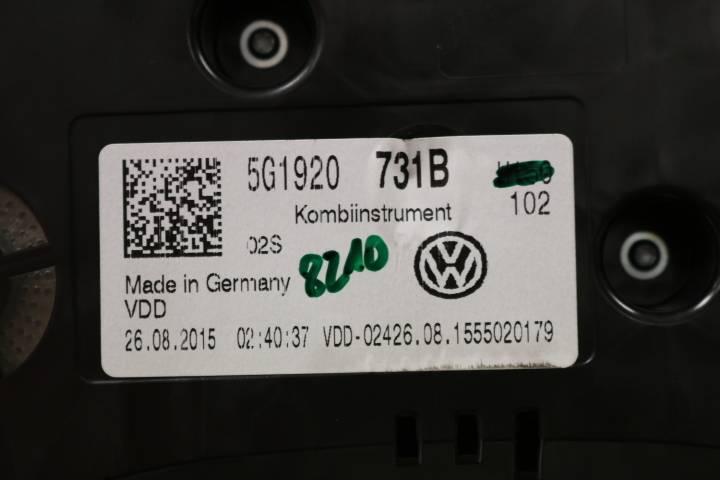 5G1920 731B
102
Kombiinstrument
02S
8210
Made in Germany
VDD
26.08.2015 02:40:37 VDD-02426.08.1555020179